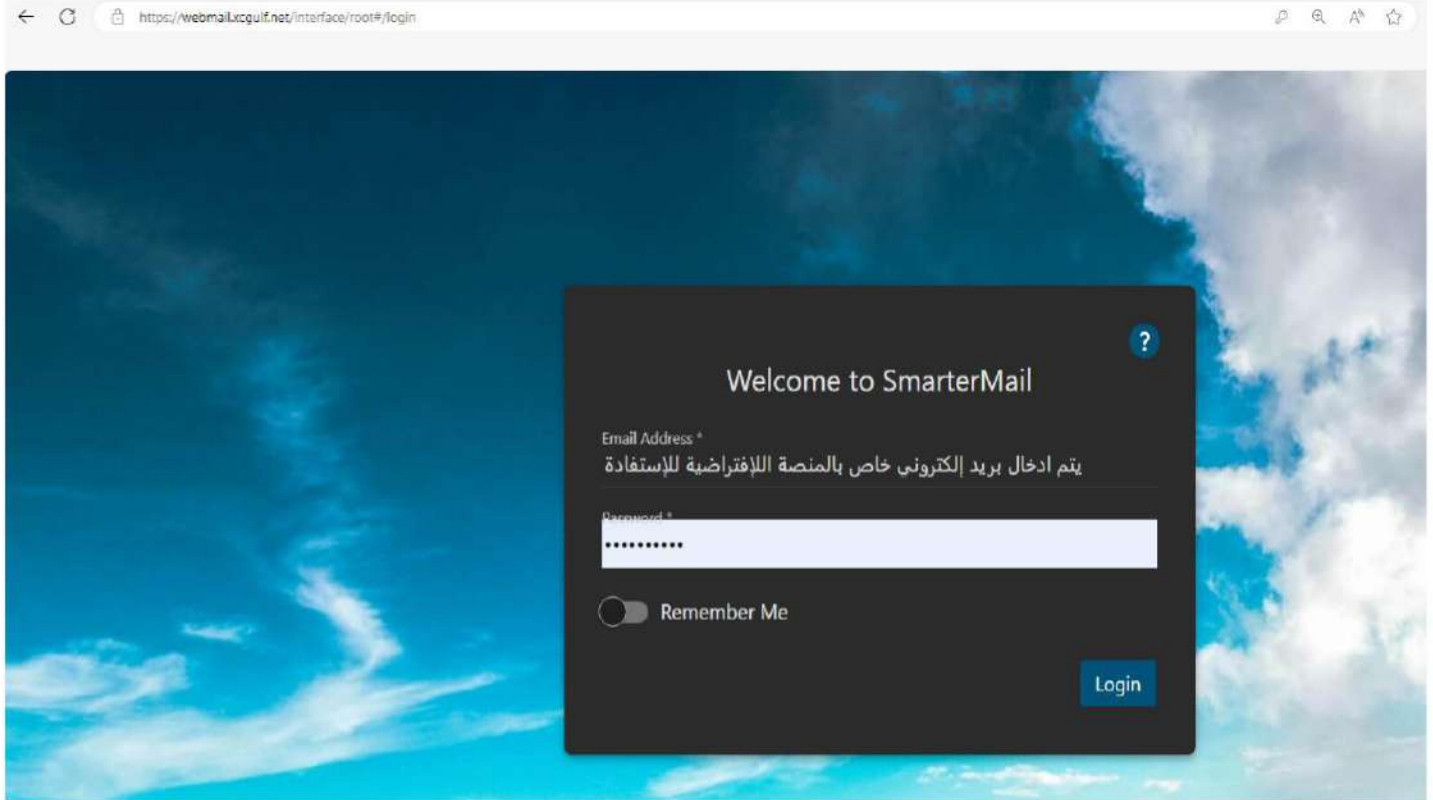 https://webmail.xcgulf.net/interface/root#/login
?
Welcome to SmarterMail
Email Address *
يتم ادخال بريد إلكتروني خاص بالمنصة اللإفتراضية للإستفادة
Password *
••••••••••
Remember Me
Login